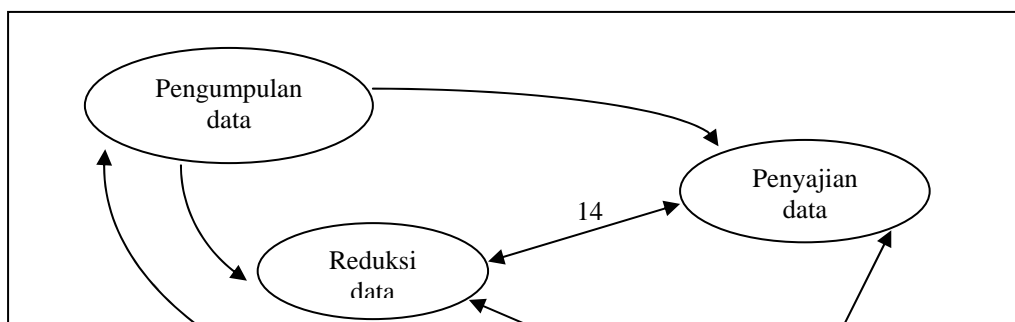 Pengumpulan
data
Penyajian
data
14
Reduksi
data